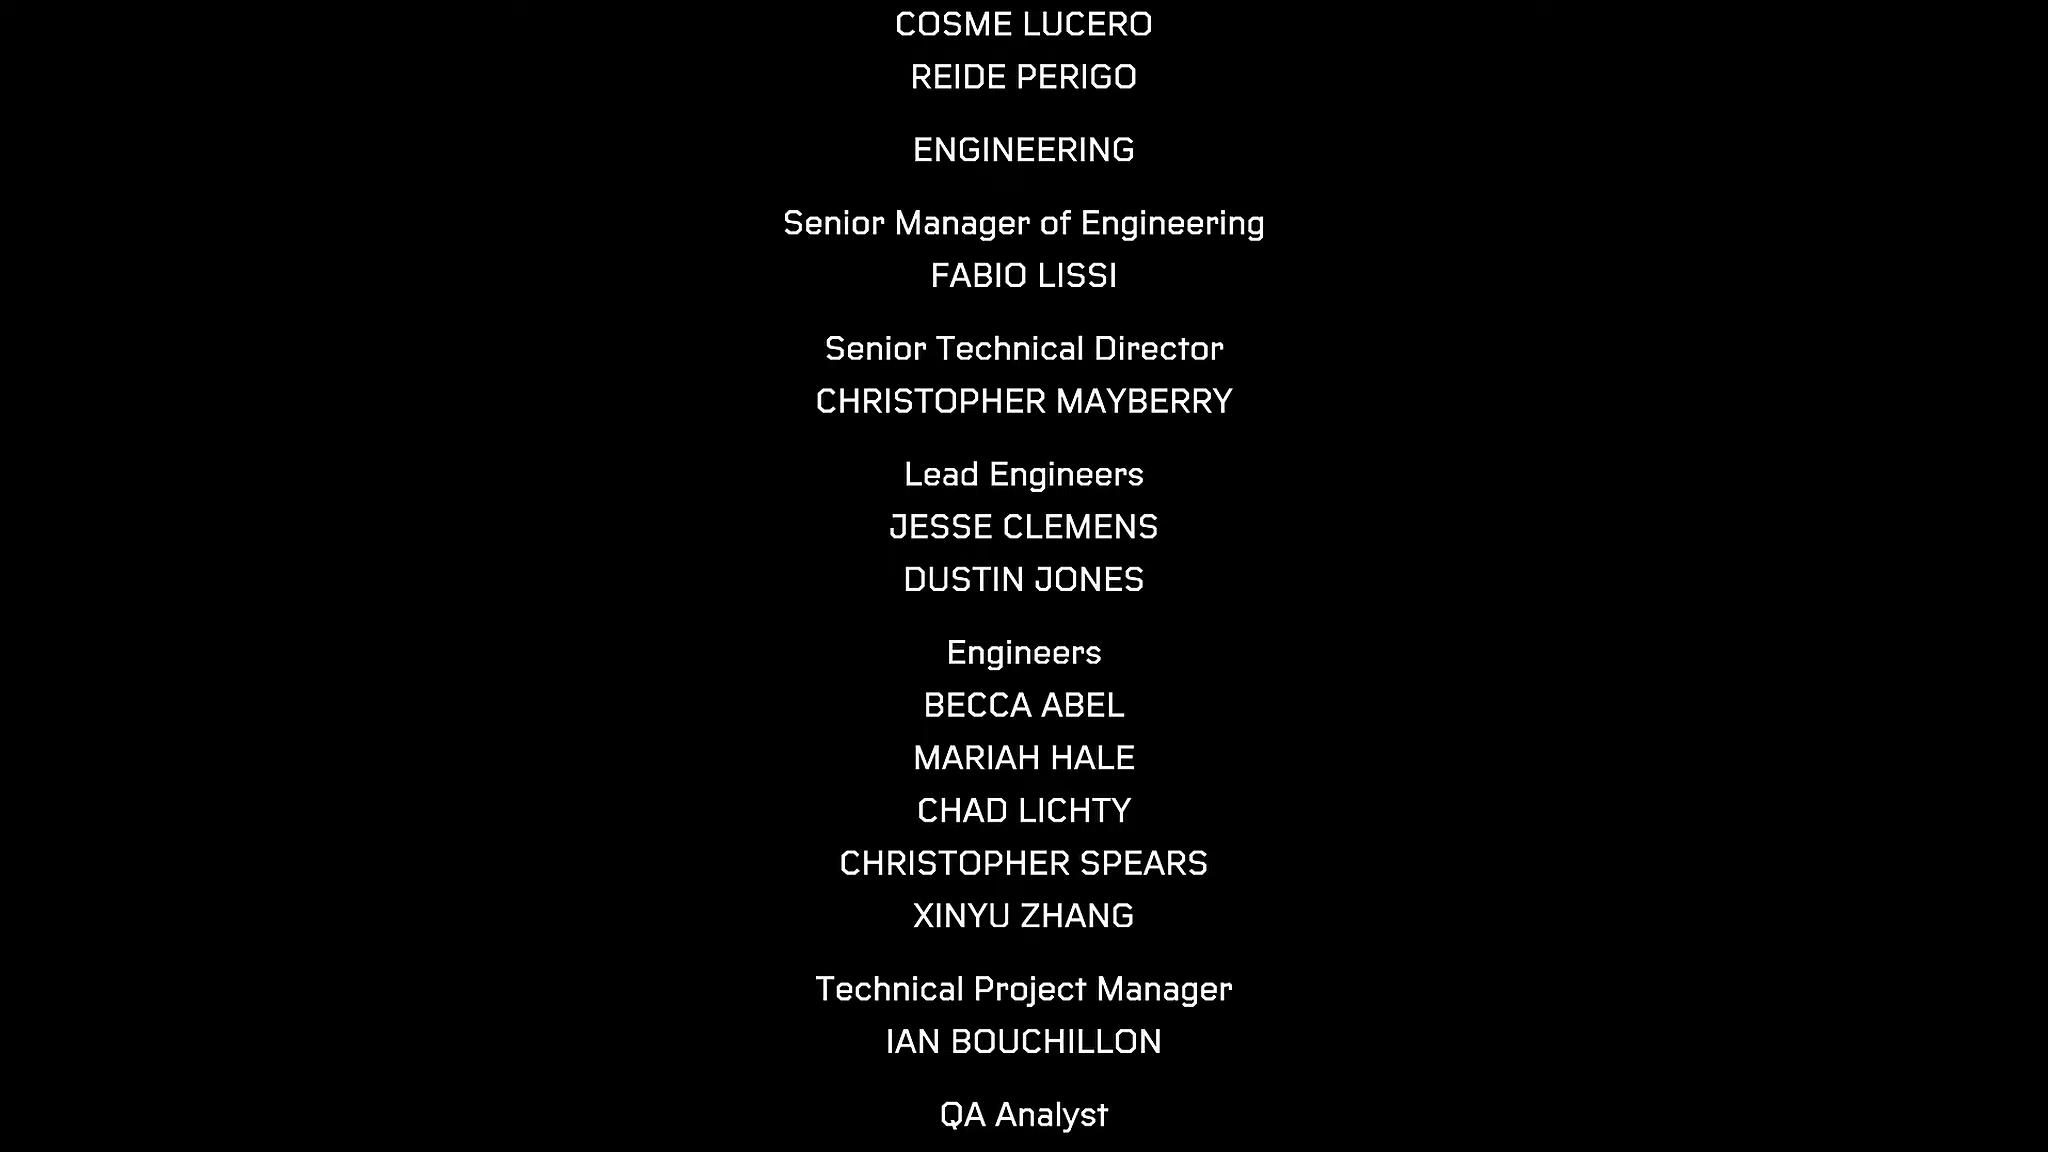 COSME LUCERO
REIDE PERIGO
ENGINEERING
Senior Manager of Engineering
FABIO LISSI
Senior Technical Director
CHRISTOPHER MAYBERRY
Lead Engineers
JESSE CLEMENS
DUSTIN JONES
Engineers
BECCA ABEL
MARIAH HALE
CHAD LICHTY
CHRISTOPHER SPEARS
XINYU ZHANG
Technical Project Manager
IAN BOUCHILLON
QA Analyst